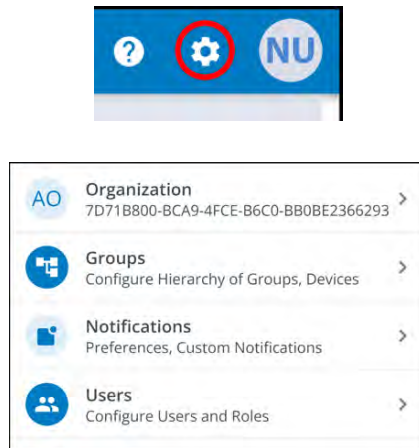 ?
NU
AO
Organization
7D71B800-BCA9-4FCE-B6C0-BB0BE2366293
Groups
Configure Hierarchy of Groups, Devices
Notifications
Preferences, Custom Notifications
Users
Configure Users and Roles